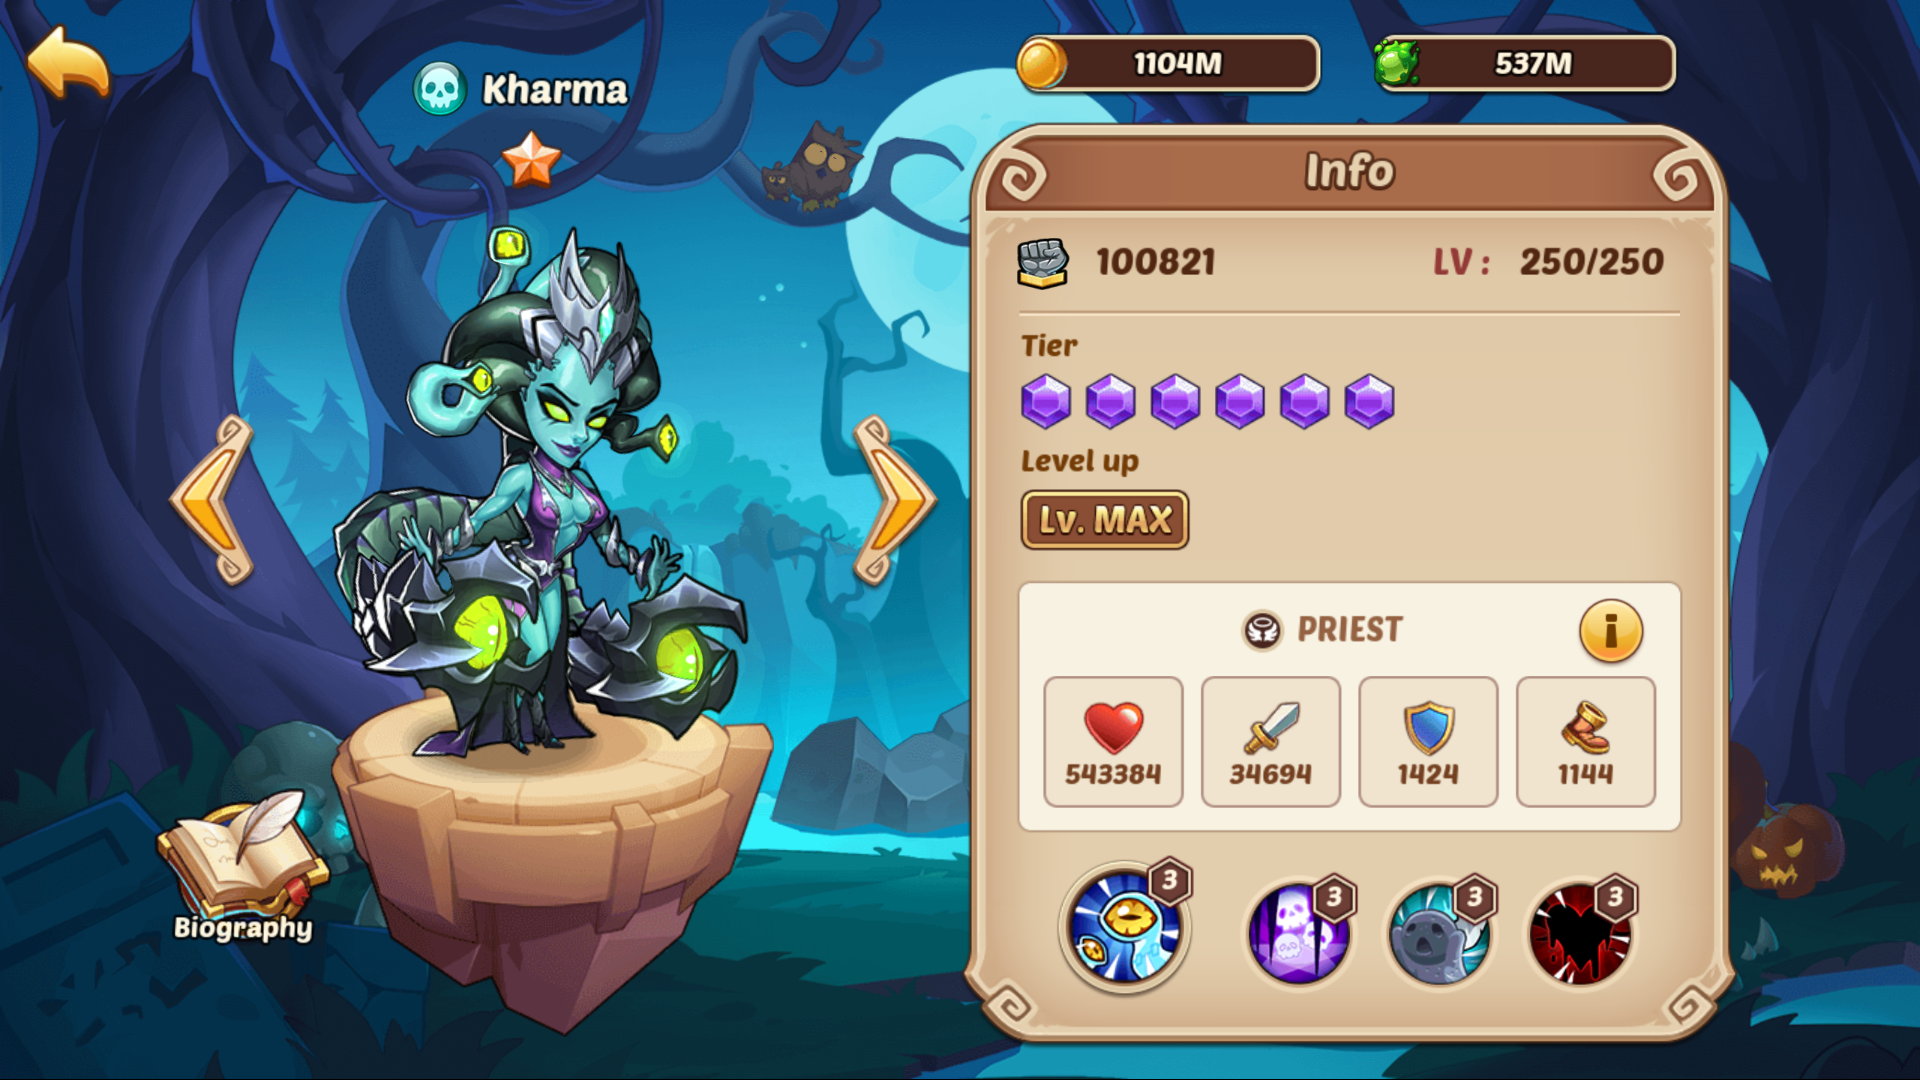 Kharma
1104M
537M
Info
100821
LV : 250/250
Tier
Level up
Lv. MAX
PRIEST
i
543384
34694
1424
1144
3
3
3
3
Biography